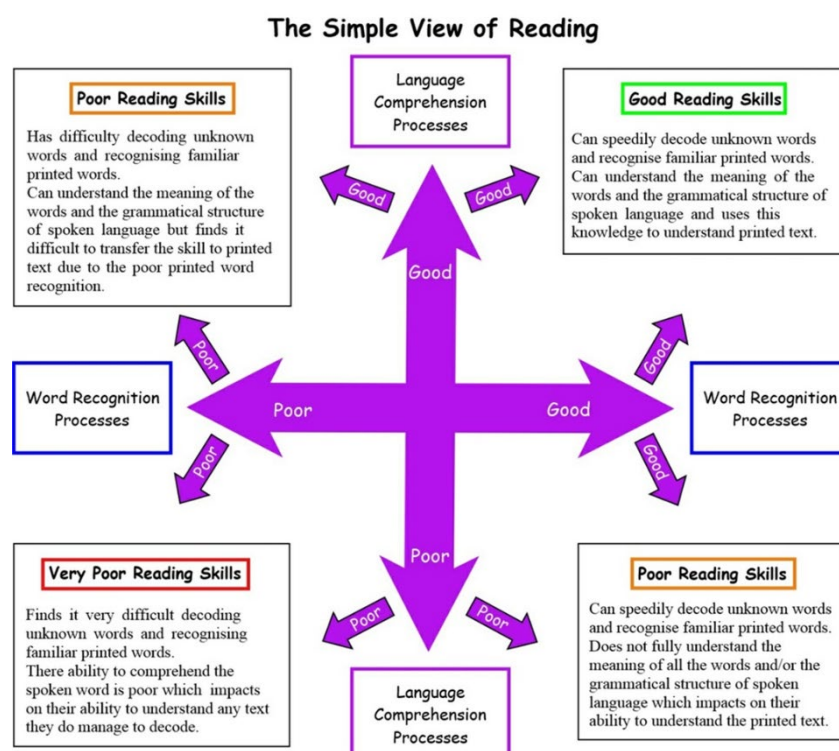 The Simple View of Reading
Poor Reading Skills
Has difficulty decoding unknown
words and recognising familiar
printed words.
Can understand the meaning of the
words and the grammatical structure
of spoken language but finds it
difficult to transfer the skill to printed
text due to the poor printed word
recognition.
Language
Comprehension
Processes
Good Reading Skills
Can speedily decode unknown words
and recognise familiar printed words.
Can understand the meaning of the
words and the grammatical structure of
spoken language and uses this
knowledge to understand printed text.
Good
Good
Good
Poor
Good
Word Recognition
Processes
Poor
Good
Word Recognition
Processes
Poor
Good
Poor
Poor
Poor
Very Poor Reading Skills
Finds it very difficult decoding
unknown words and recognising
familiar printed words.
There ability to comprehend the
spoken word is poor which impacts
on their ability to understand any text
they do manage to decode.
Language
Comprehension
Processes
Poor Reading Skills
Can speedily decode unknown words
and recognise familiar printed words.
Does not fully understand the
meaning of all the words and/or the
grammatical structure of spoken
language which impacts on their
ability to understand the printed text.